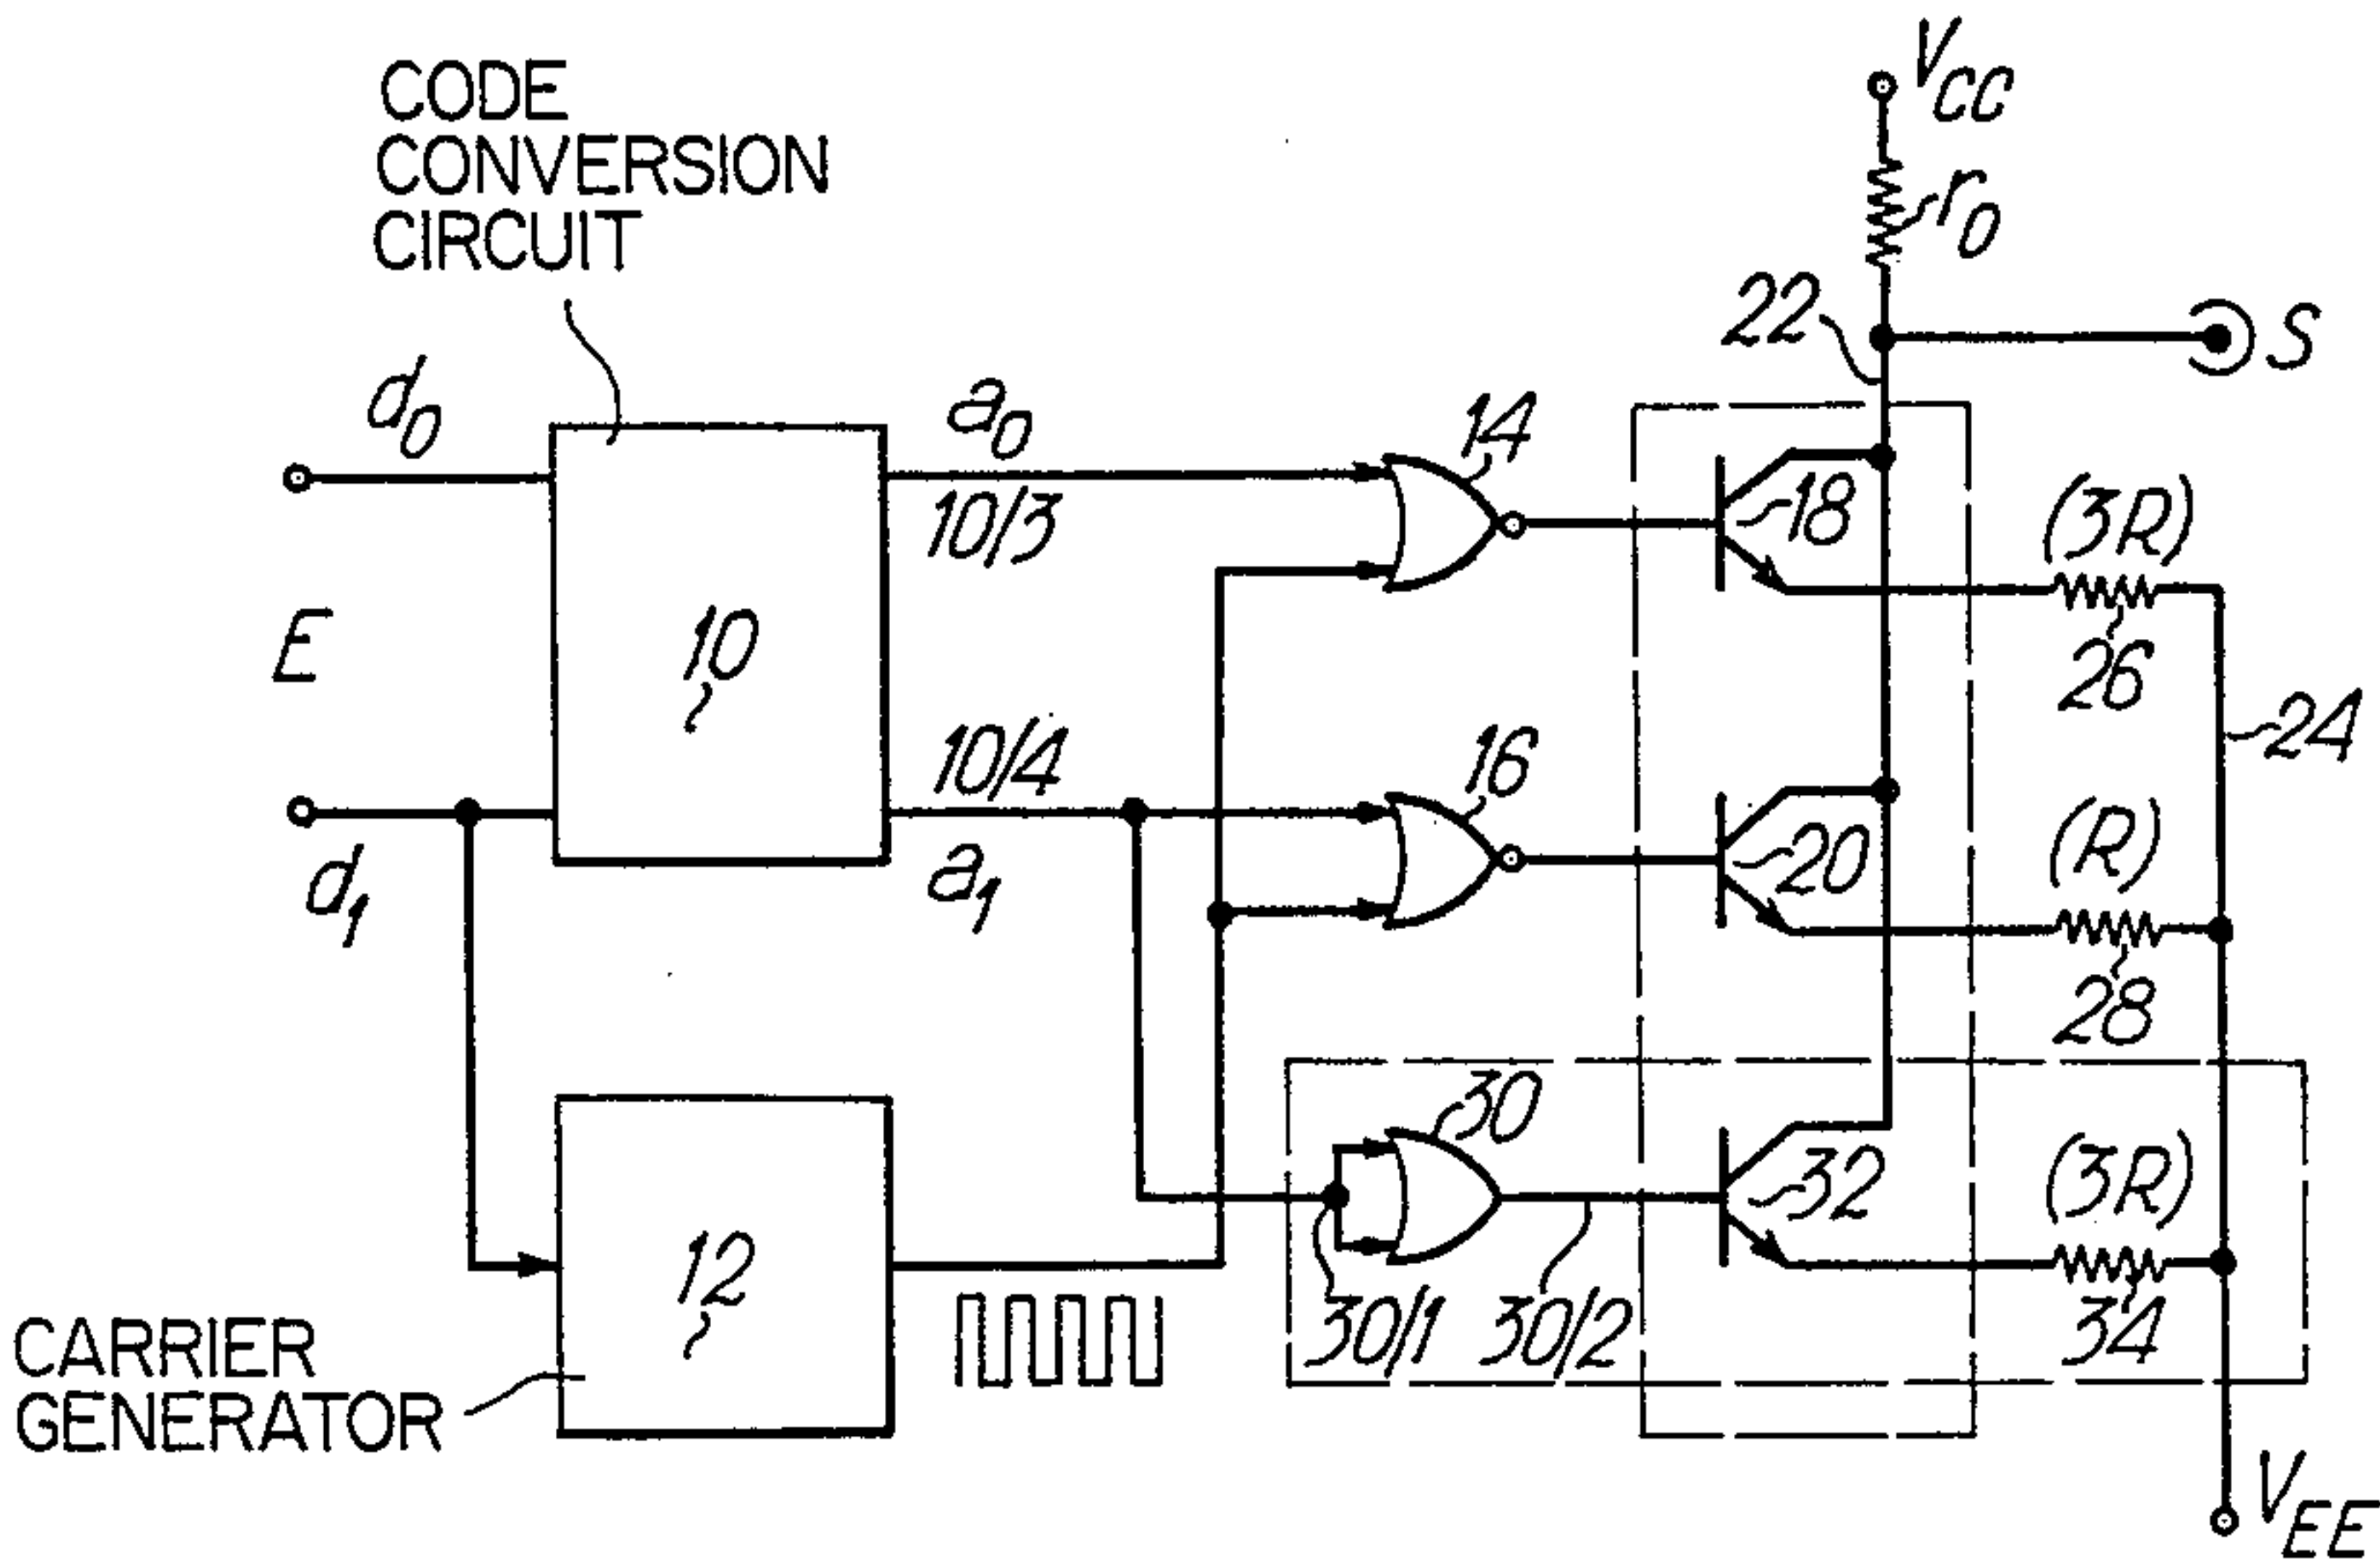 CODE
CONVERSION
CIRCUIT
VCC
r0
22
S
d0
a0
14
10/3
18
(3R)
E
10
26
24
10/4
16
20
(R)
d1
a1
28
30
32
(3R)
12
30/1
30/2
34
CARRIER
GENERATOR
VEE